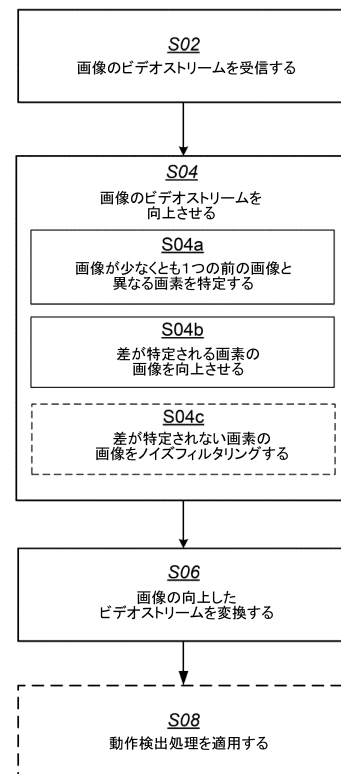 S02
画像のビデオストリームを受信する
S04
画像のビデオストリームを
向上させる
S04a
画像が少なくとも1つの前の画像と
異なる画素を特定する
S04b
差が特定される画素の
画像を向上させる
S04c
差が特定されない画素の
画像をノイズフィルタリングする
S06
画像の向上した
ビデオストリームを変換する
S08
動作検出処理を適用する